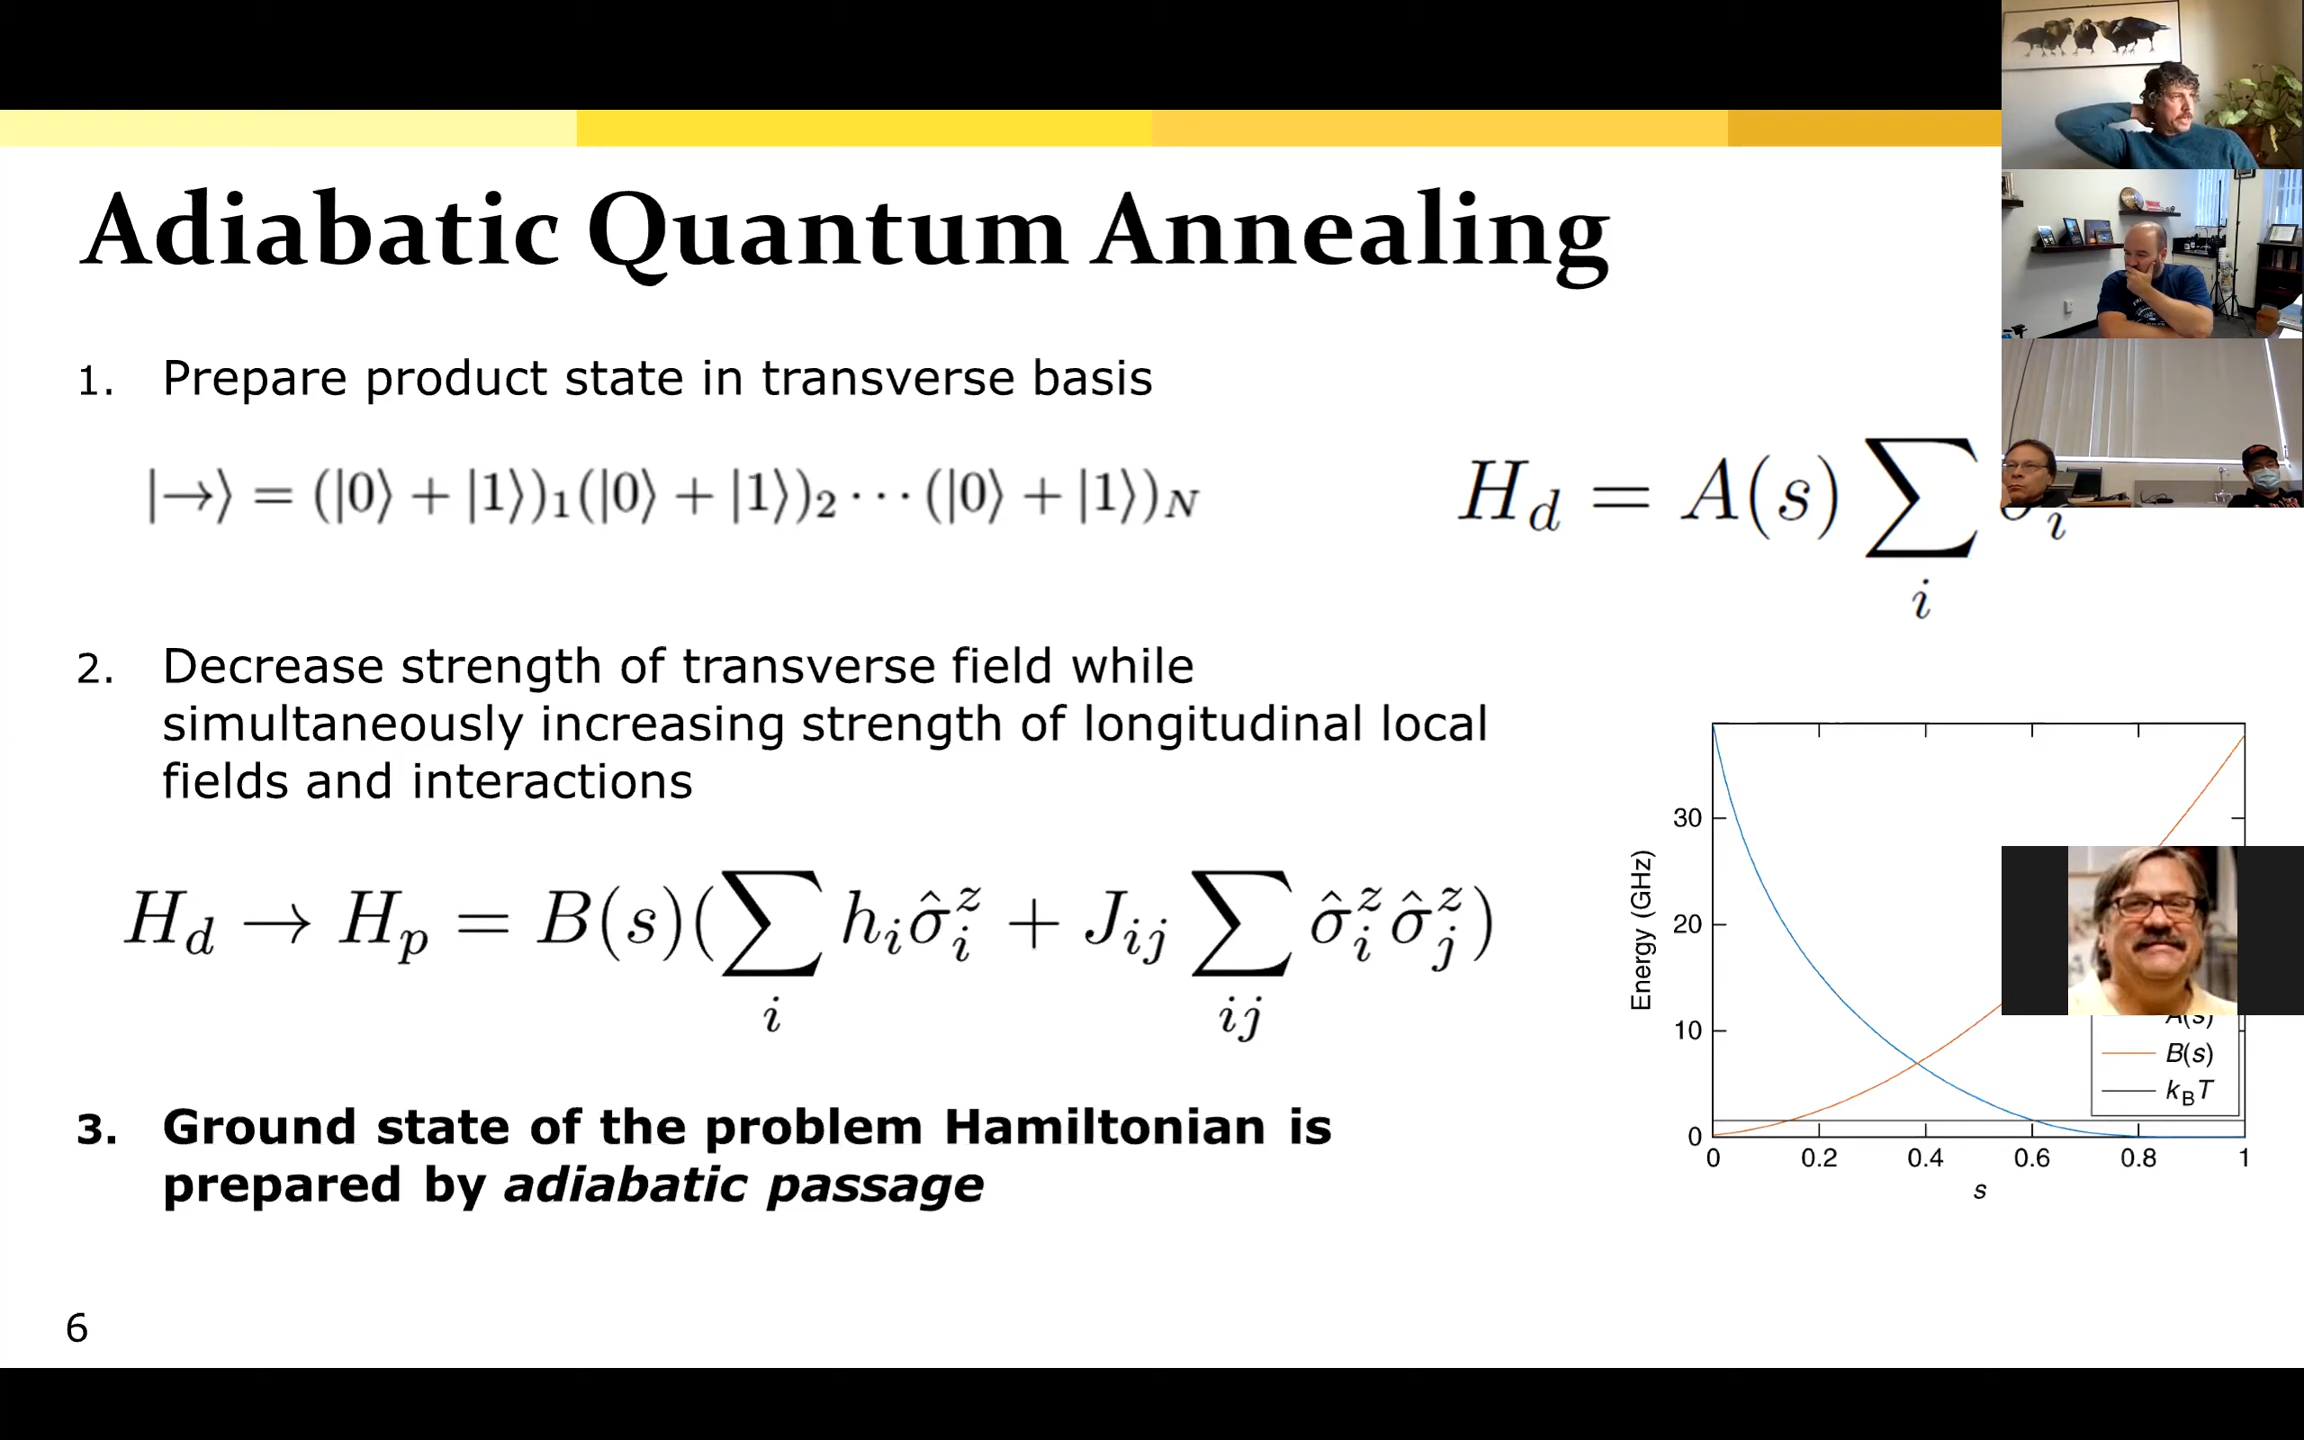 Adiabatic Quantum Annealing
1. Prepare product state in transverse basis
|→⟩ = (|0⟩ + |1⟩)₁(|0⟩ + |1⟩)₂ ··· (|0⟩ + |1⟩)_N
H_d = A(s) ∑_i σ_i
2. Decrease strength of transverse field while
simultaneously increasing strength of longitudinal local
fields and interactions
H_d → H_p = B(s)(∑_i h_i σ̂_i^z + J_ij ∑_ij σ̂_i^z σ̂_j^z)
3. Ground state of the problem Hamiltonian is
prepared by adiabatic passage
Energy (GHz)
30
20
10
0
0 0.2 0.4 0.6 0.8 1
s
A(s)
B(s)
k_BT
6